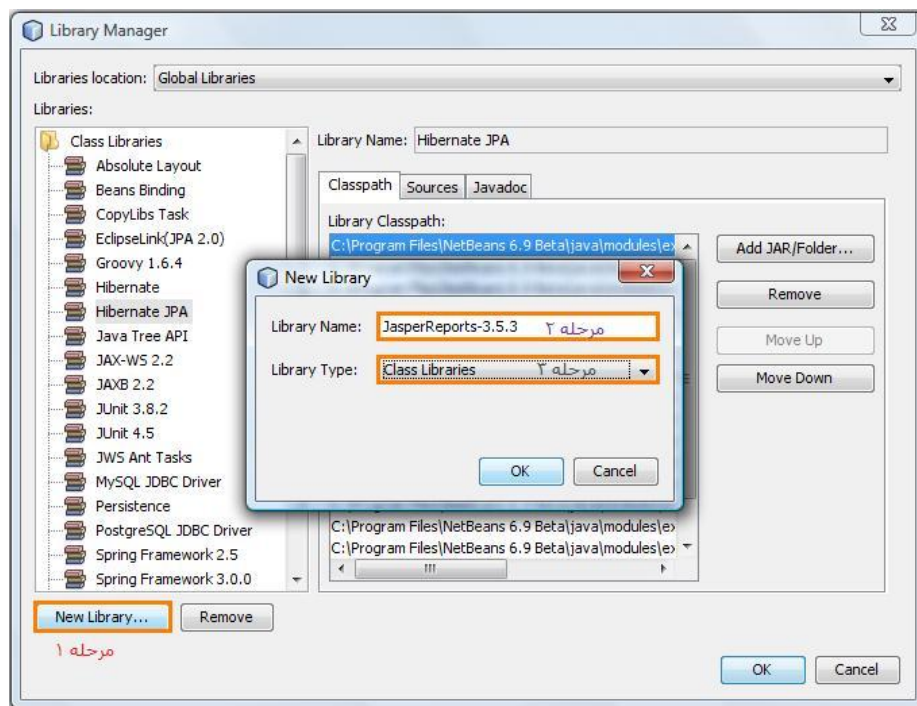 Library Manager
Libraries location: Global Libraries
Libraries:
Class Libraries
Absolute Layout
Beans Binding
CopyLibs Task
EclipseLink(JPA 2.0)
Groovy 1.6.4
Hibernate
Hibernate JPA
Java Tree API
JAX-WS 2.2
JAXB 2.2
JUnit 3.8.2
JUnit 4.5
JWS Ant Tasks
MySQL JDBC Driver
Persistence
PostgreSQL JDBC Driver
Spring Framework 2.5
Spring Framework 3.0.0
New Library... Remove
مرحله ۱
Library Name: Hibernate JPA
Classpath Sources Javadoc
Library Classpath:
C:\Program Files\NetBeans 6.9 Beta\java\modules\ex
C:\Program Files\NetBeans 6.9 Beta\java\modules\ex
C:\Program Files\NetBeans 6.9 Beta\java\modules\ex
Add JAR/Folder...
Remove
Move Up
Move Down
New Library
Library Name: JasperReports-3.5.3 مرحله ۲
Library Type: Class Libraries مرحله ۳
OK Cancel
OK Cancel